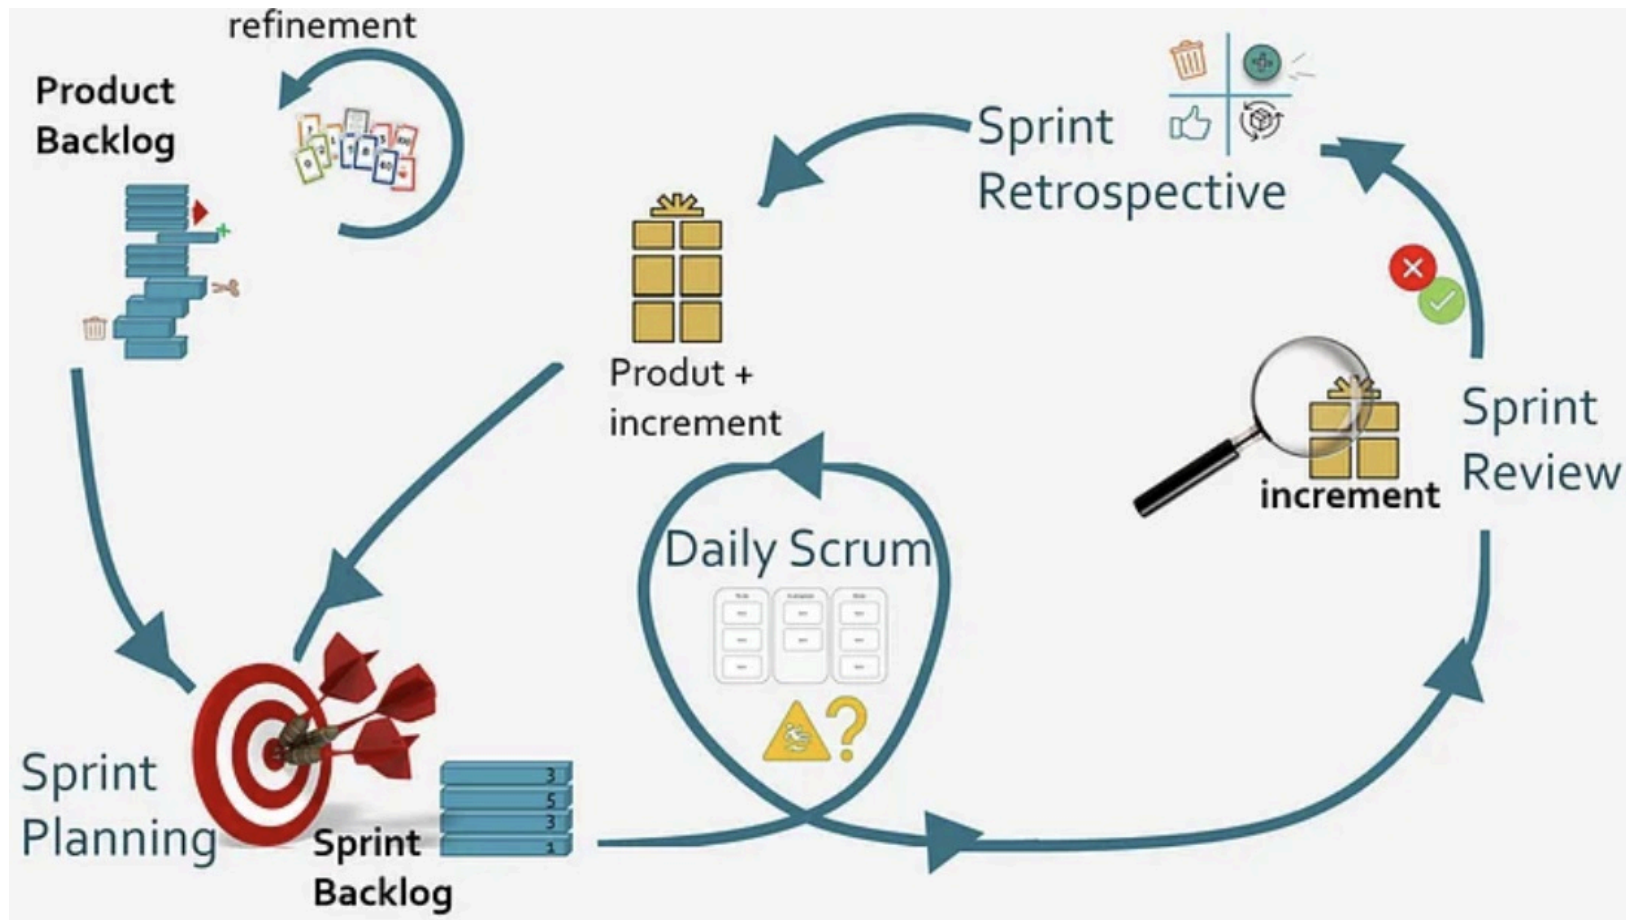 refinement
Product
Backlog
Sprint
Retrospective
Produt +
increment
Sprint
Review
increment
Daily Scrum
Sprint
Planning
Sprint
Backlog
3
5
3
1